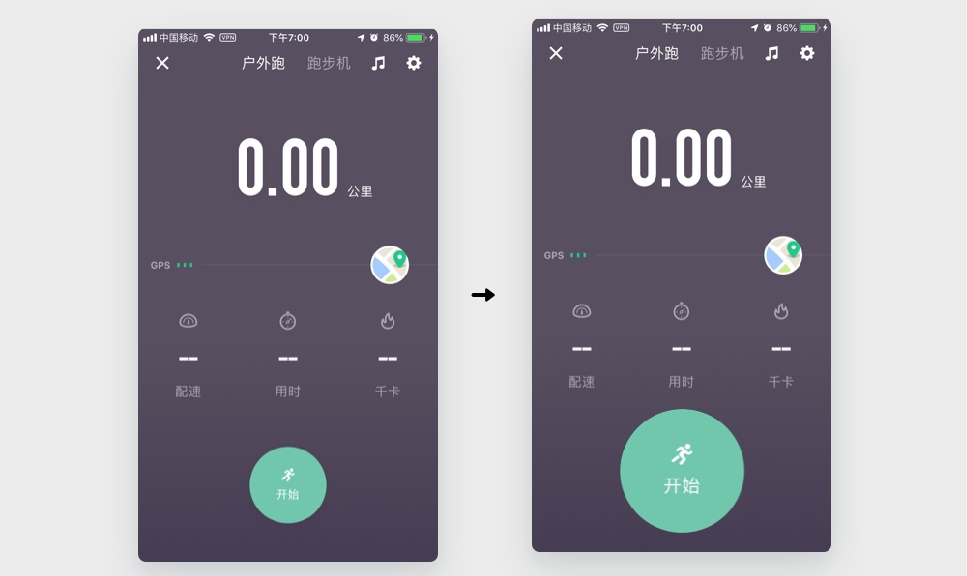 中国移动 VPN 下午7:00 86%
户外跑 跑步机
0.00 公里
GPS
-- -- --
配速 用时 千卡
开始
中国移动 VPN 下午7:00 86%
户外跑 跑步机
0.00 公里
GPS
-- -- --
配速 用时 千卡
开始